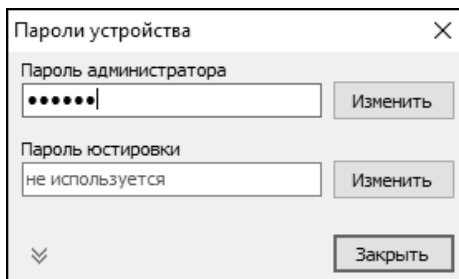 Пароли устройства
Пароль администратора
••••••
Изменить
Пароль юстировки
не используется
Изменить
Закрыть